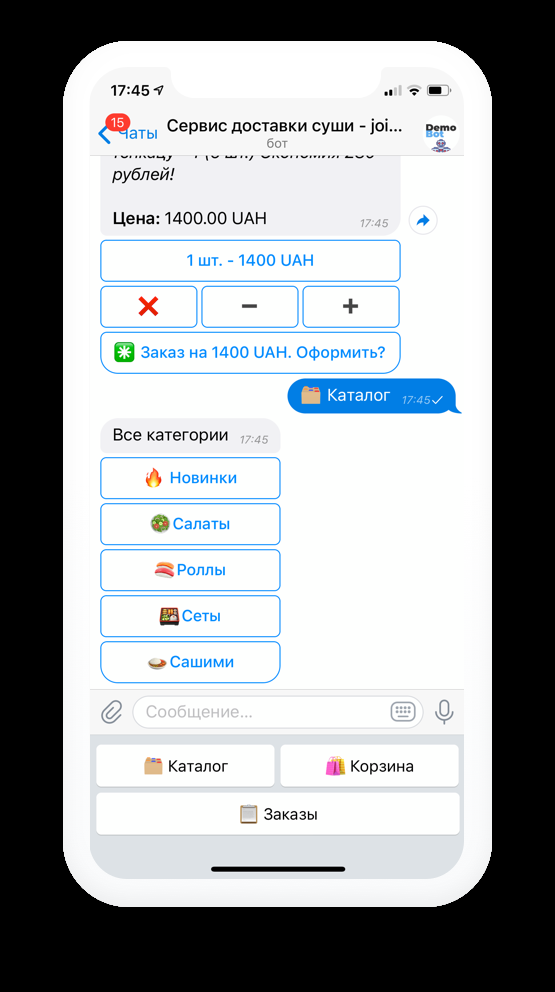 17:45
15
Чаты
Сервис доставки суши - joi...
бот
Demo
Bot
рублей!
Цена: 1400.00 UAH
17:45
1 шт. - 1400 UAH
Заказ на 1400 UAH. Оформить?
Каталог 17:45
Все категории 17:45
Новинки
Салаты
Роллы
Сеты
Сашими
Сообщение...
Каталог
Корзина
Заказы